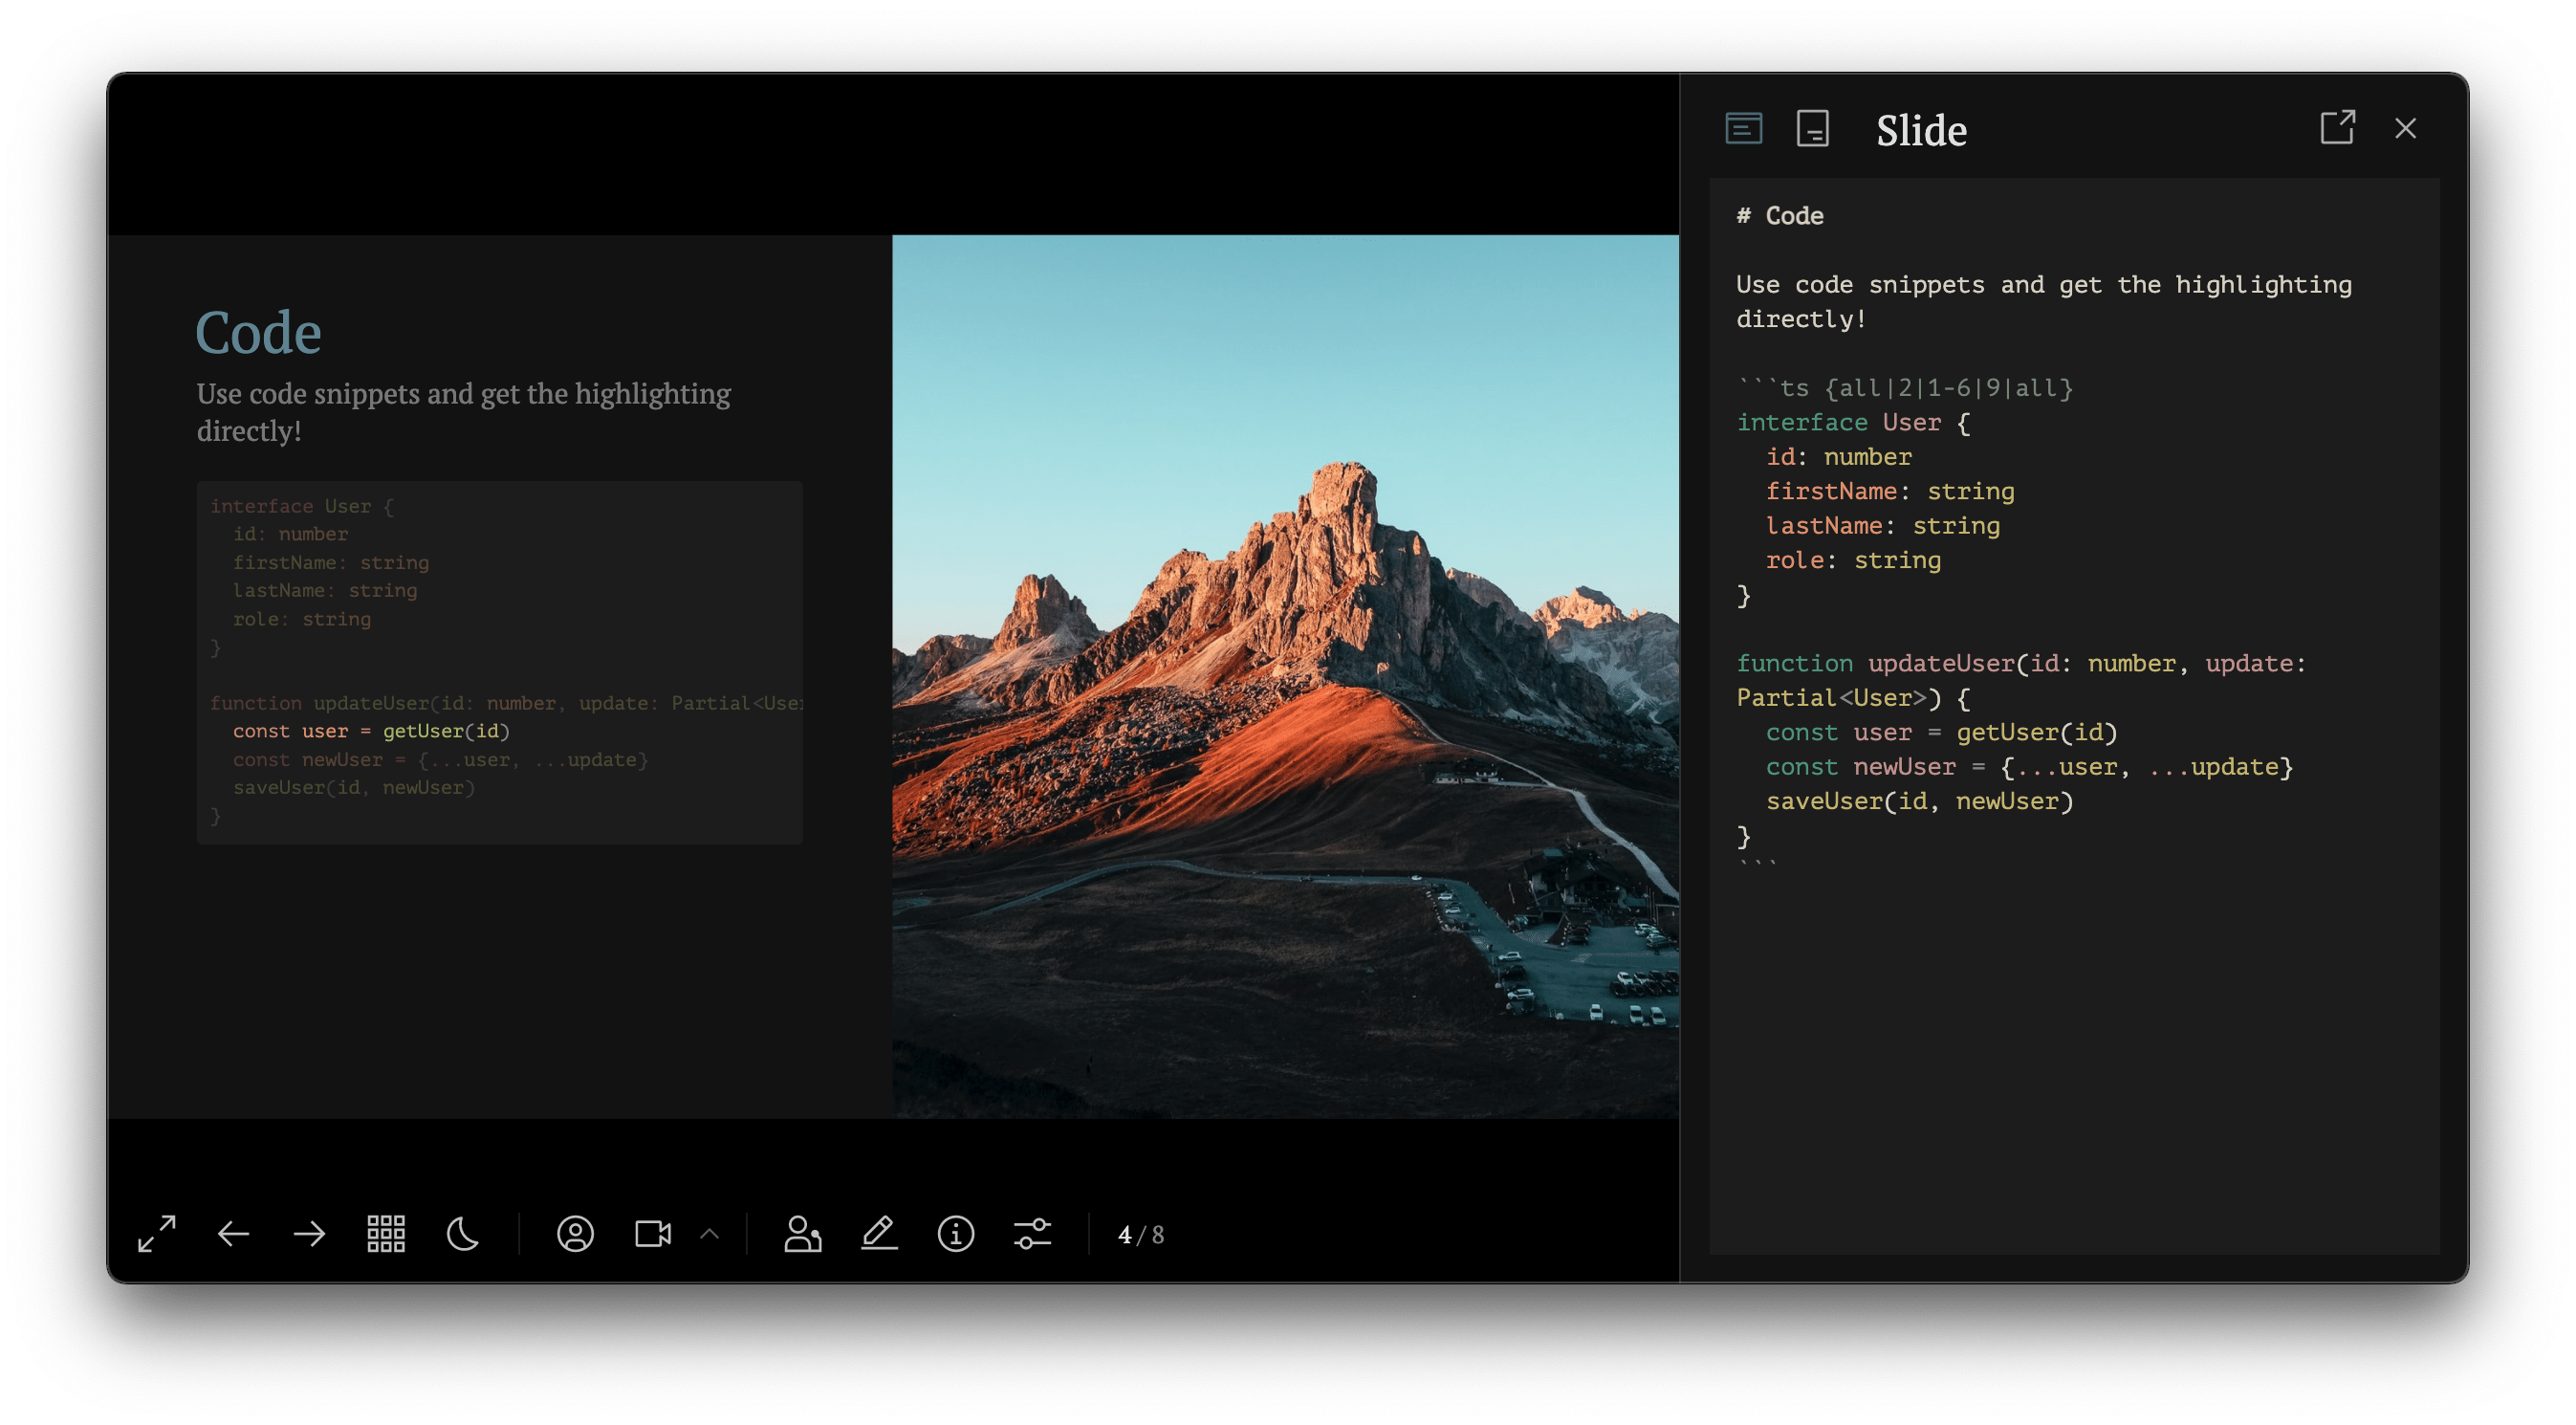 Code
Use code snippets and get the highlighting
directly!
interface User {
  id: number
  firstName: string
  lastName: string
  role: string
}
function updateUser(id: number, update: Partial<User
  const user = getUser(id)
  const newUser = {...user, ...update}
  saveUser(id, newUser)
}
4/8
Slide
# Code
Use code snippets and get the highlighting
directly!
```ts {all|2|1-6|9|all}
interface User {
  id: number
  firstName: string
  lastName: string
  role: string
}
function updateUser(id: number, update:
Partial<User>) {
  const user = getUser(id)
  const newUser = {...user, ...update}
  saveUser(id, newUser)
}
```